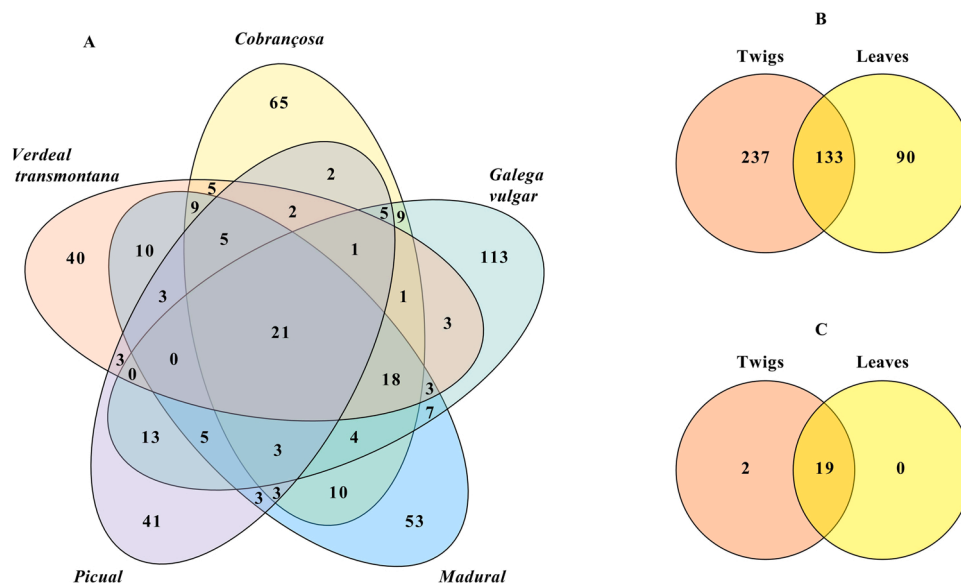 A
Cobrançosa
65
Verdeal
transmontana
Galega
vulgar
2
5
9
2
5
9
40
10
5
1
113
3
1
3
21
3
0
0
18
3
7
13
5
3
4
3
3
10
41
53
Picual
Madural
B
Twigs
Leaves
237
133
90
C
Twigs
Leaves
2
19
0